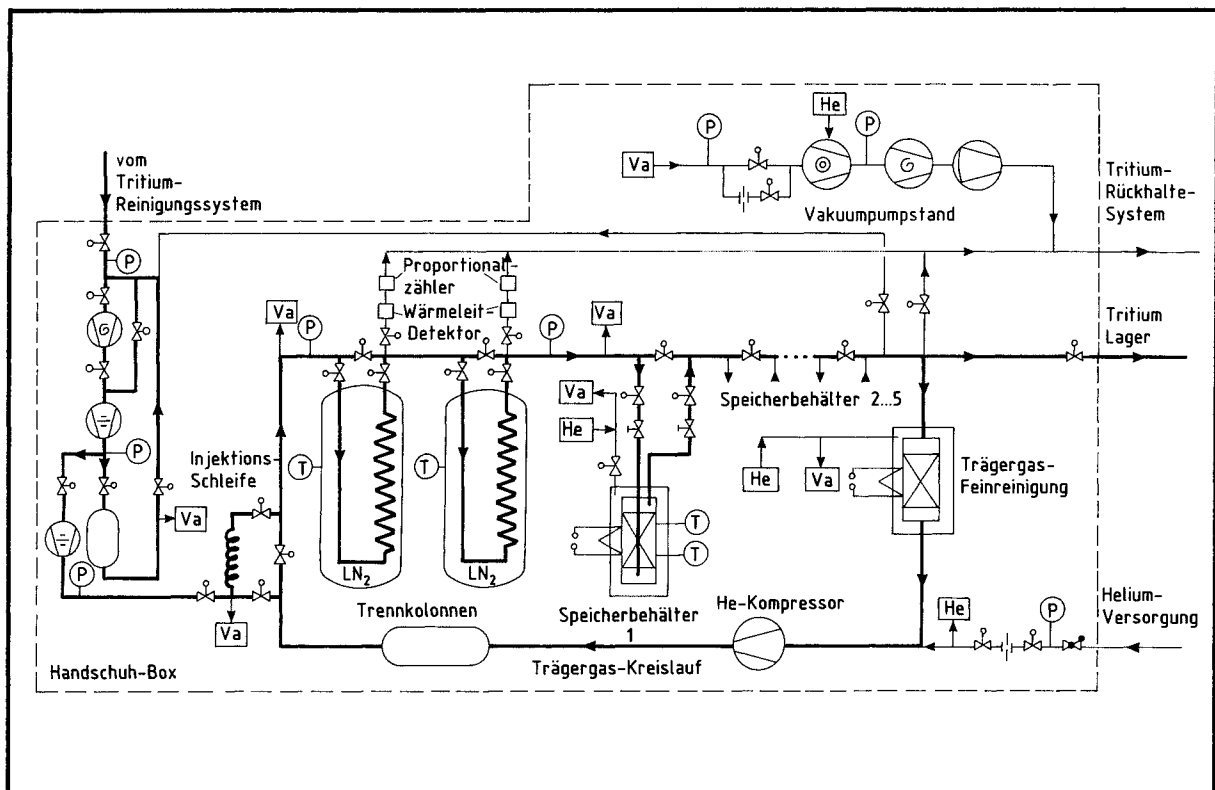 He
P
P
Va
vom
Tritium-
Reinigungssystem
Tritium-
Rückhalte-
System
Vakuumpumpstand
P
Proportional-
zähler
Va
P
Wärmeleit-
Detektor
P
Va
Tritium
Lager
Va
Speicherbehälter 2...5
He
P
Injektions-
Schleife
T
T
He
Va
Trägergas-
Feinreinigung
Va
T
T
P
LN2
LN2
Va
Trennkolonnen
Speicherbehälter
1
He-Kompressor
He
P
Helium-
Versorgung
Handschuh-Box
Trägergas-Kreislauf